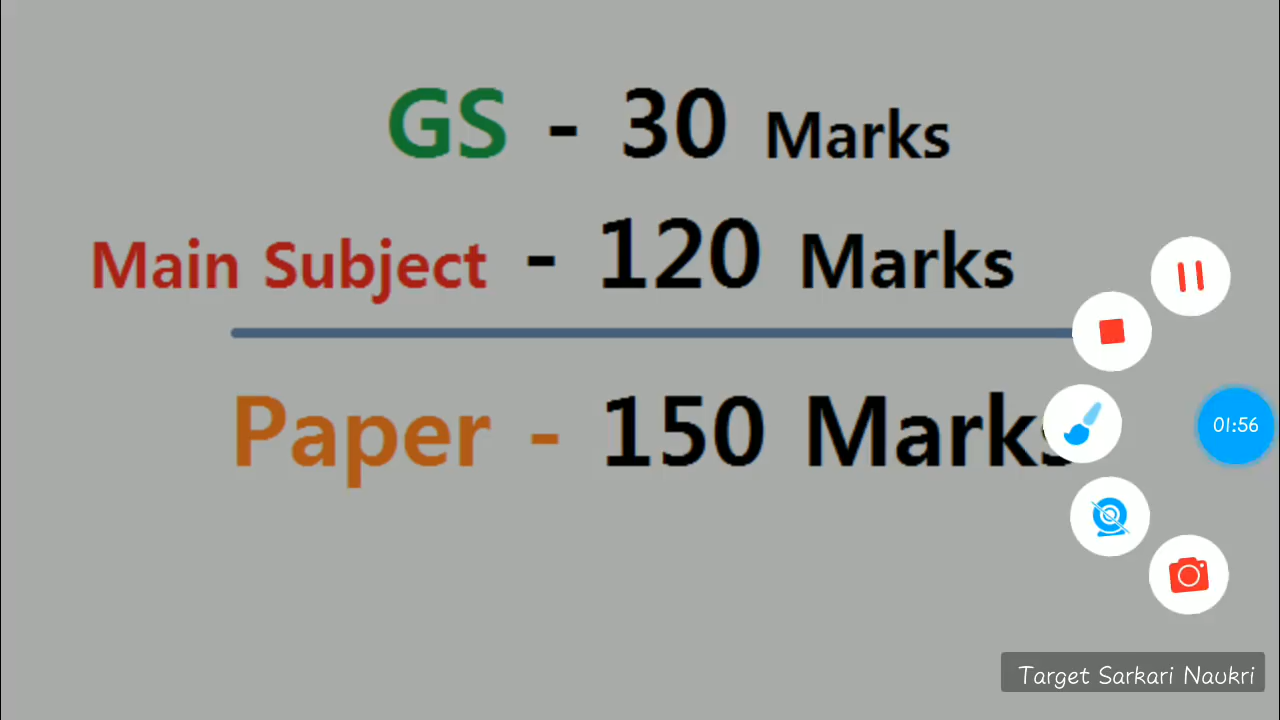 GS - 30 Marks
Main Subject - 120 Marks
Paper - 150 Marks
01:56
Target Sarkari Naukri